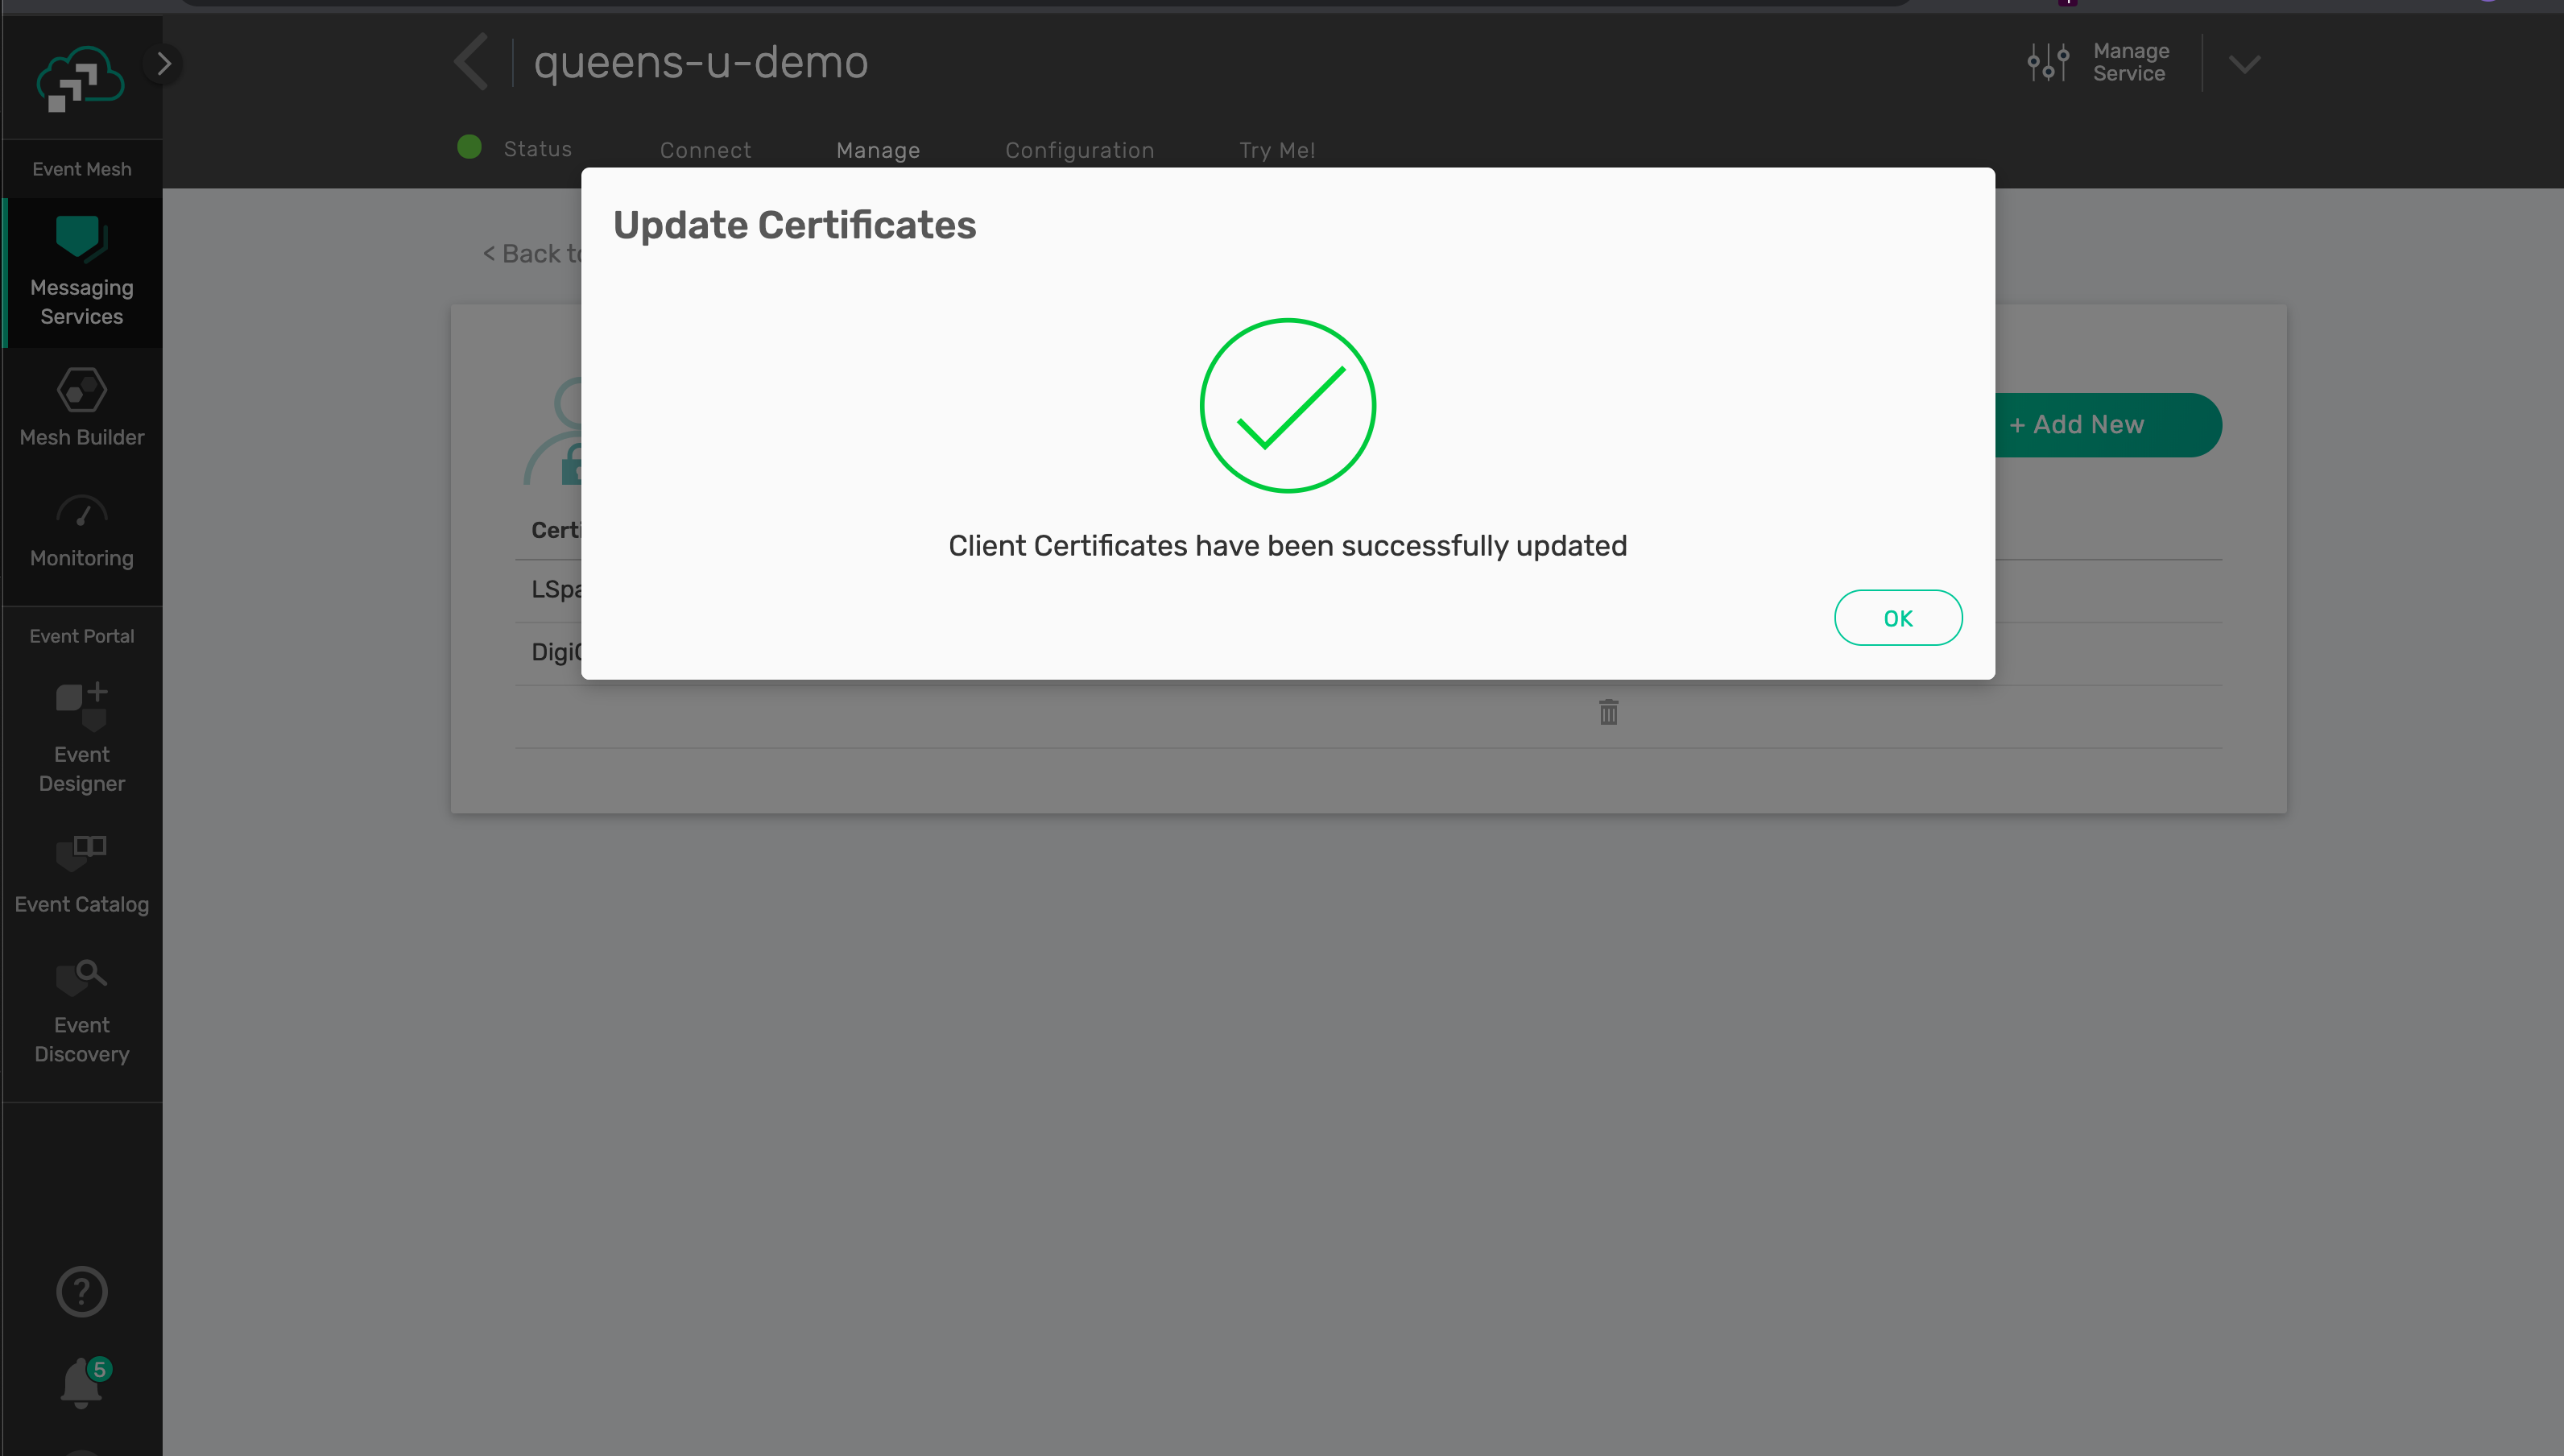 queens-u-demo
Manage
Service
Event Mesh
Status
Connect
Manage
Configuration
Try Me!
Messaging
Services
Update Certificates
< Back to
Mesh Builder
+ Add New
Monitoring
Certi
Client Certificates have been successfully updated
LSpa
OK
Event Portal
Digi
Event
Designer
Event Catalog
Event
Discovery
?
5